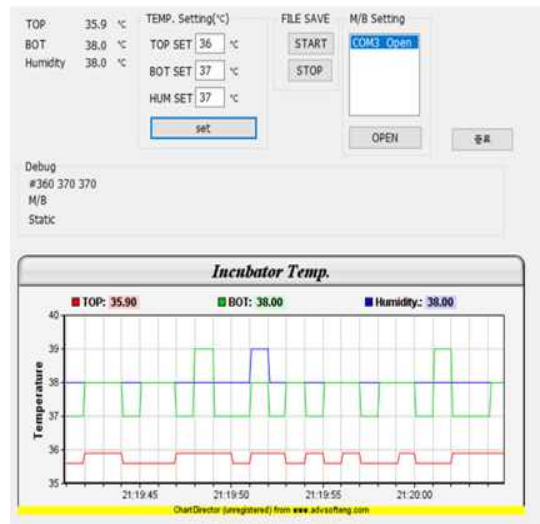 TOP 35.9 ℃
BOT 38.0 ℃
Humidity 38.0 ℃
TEMP. Setting(℃)
TOP SET 36 ℃
BOT SET 37 ℃
HUM SET 37 ℃
set
FILE SAVE
START
STOP
M/B Setting
COM3 Open
OPEN
종료
Debug
#360 370 370
M/B
Static
Incubator Temp.
TOP: 35.90 BOT: 38.00 Humidity.: 38.00
Temperature
40
39
38
37
36
35
21:19:45 21:19:50 21:19:55 21:20:00
ChartDirector (unregistered) from www.advsofteng.com